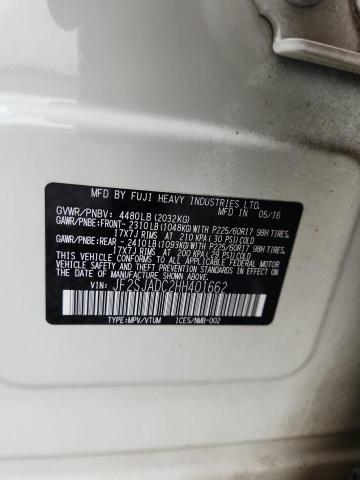 MFD BY FUJI HEAVY INDUSTRIES LTD.
GVWR/PNBV: 4480LB(2032KG) MFD IN 05/16
GAWR/PNBE:FRONT- 2310LB(1048KG)WITH P225/60R17 98H TIRES,
17X7J RIMS AT 210 KPA(30 PSI)COLD
GAWR/PNBE:REAR - 2410LB(1093KG)WITH P225/60R17 98H TIRES,
17X7J RIMS AT 200 KPA(29 PSI)COLD
THIS VEHICLE CONFORMS TO ALL APPLICABLE FEDERAL MOTOR
VEHICLE SAFETY STANDARDS IN EFFECT ON THE
DATE OF MANUFACTURE SHOWN ABOVE.
VIN: JF2SJADC2HH401662
TYPE:MPV/VTUM ICES/NMB-002